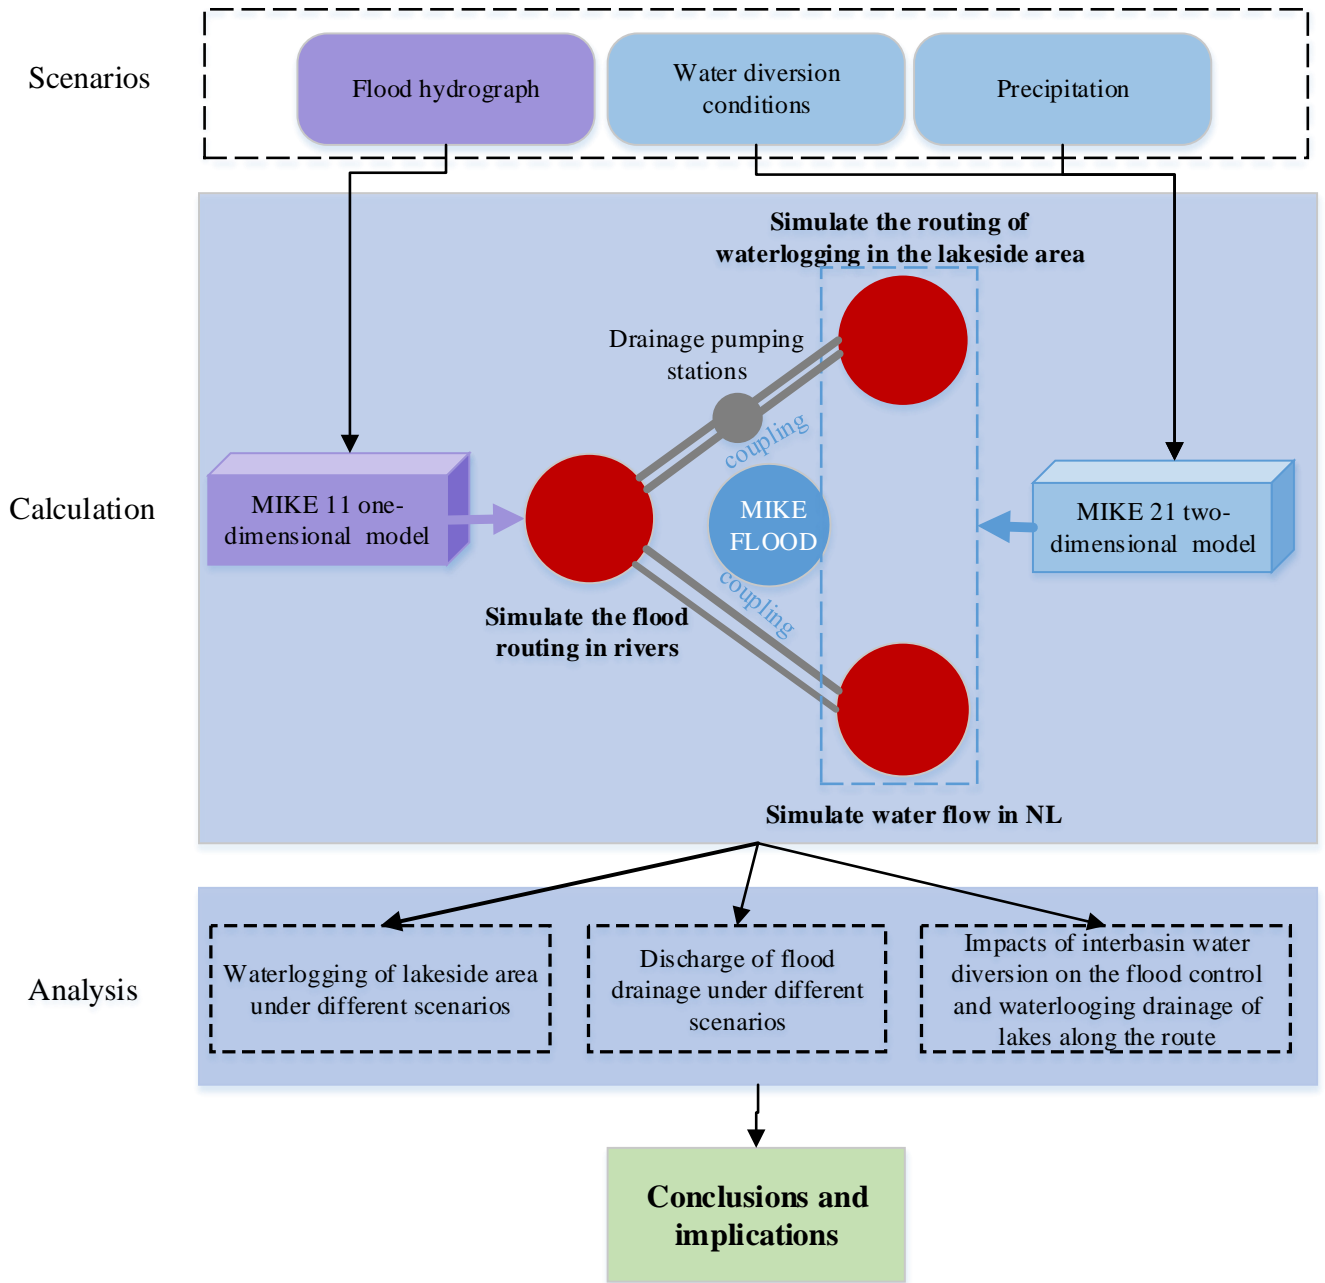 Scenarios
Flood hydrograph
Water diversion
conditions
Precipitation
Simulate the routing of
waterlogging in the lakeside area
Drainage pumping
stations
coupling
Calculation
MIKE 11 one-
dimensional model
MIKE
FLOOD
MIKE 21 two-
dimensional model
coupling
Simulate the flood
routing in rivers
Simulate water flow in NL
Analysis
Waterlogging of lakeside area
under different scenarios
Discharge of flood
drainage under different
scenarios
Impacts of interbasin water
diversion on the flood control
and waterlooging drainage of
lakes along the route
Conclusions and
implications